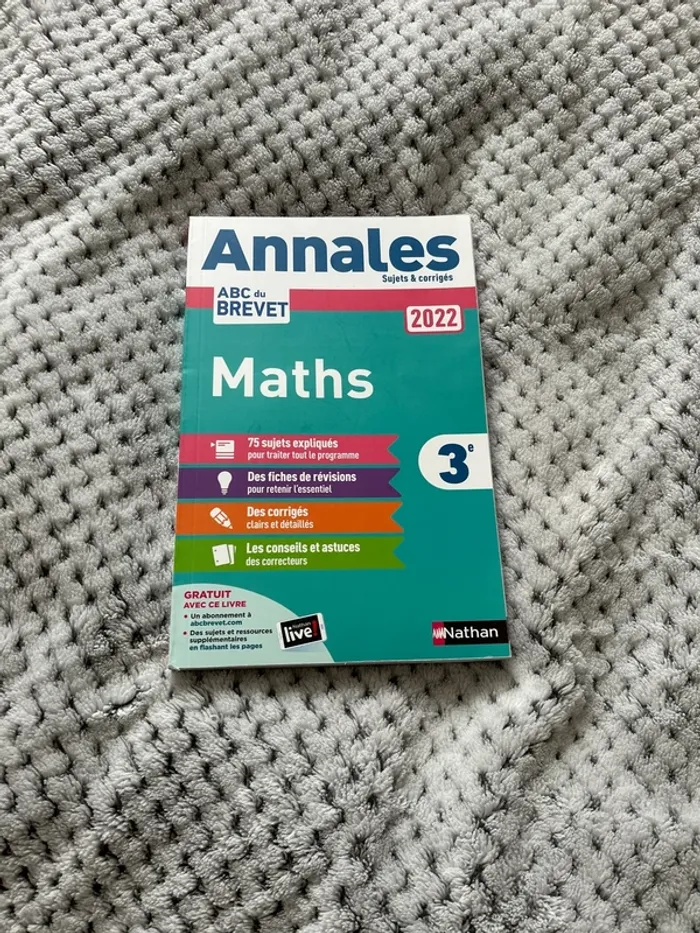 Annales
Sujets & corrigés
ABC du
BREVET
2022
Maths
75 sujets expliqués
pour traiter tout le programme
3e
Des fiches de révisions
pour retenir l'essentiel
Des corrigés
clairs et détaillés
Les conseils et astuces
des correcteurs
GRATUIT
AVEC CE LIVRE
• Un abonnement à
abcbrevet.com
• Des sujets et ressources
supplémentaires
en flashant les pages
Nathan
live!
Nathan